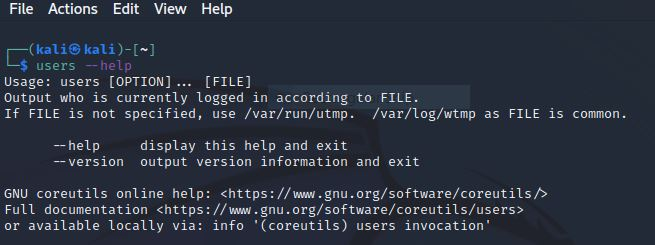 File Actions Edit View Help
┌──(kali㉿kali)-[~]
└─$ users --help
Usage: users [OPTION]... [FILE]
Output who is currently logged in according to FILE.
If FILE is not specified, use /var/run/utmp.  /var/log/wtmp as FILE is common.
--help     display this help and exit
--version  output version information and exit
GNU coreutils online help: <https://www.gnu.org/software/coreutils/>
Full documentation <https://www.gnu.org/software/coreutils/users>
or available locally via: info '(coreutils) users invocation'